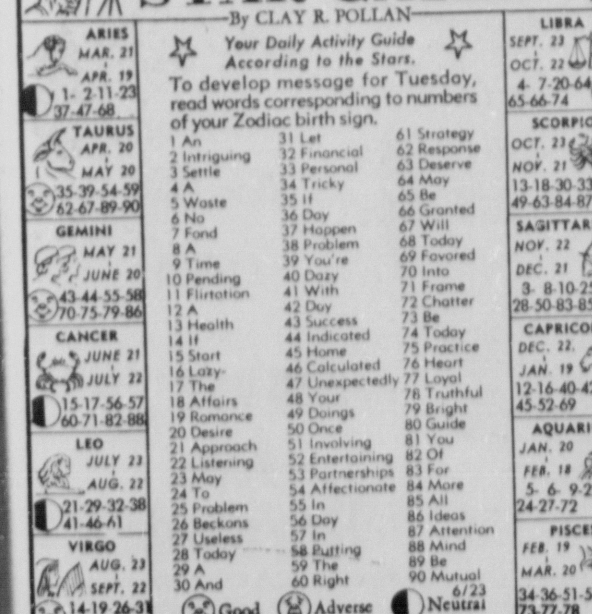 By CLAY R. POLLAN
Your Daily Activity Guide
According to the Stars.
To develop message for Tuesday,
read words corresponding to numbers
of your Zodiac birth sign.
ARIES
MAR. 21
APR. 19
1- 2-11-23
37-47-68
TAURUS
APR. 20
MAY 20
35-39-54-59
62-67-89-90
GEMINI
MAY 21
JUNE 20
43-44-55-58
70-75-79-86
CANCER
JUNE 21
JULY 22
15-17-56-57
60-71-82-88
LEO
JULY 23
AUG. 22
21-29-32-38
41-46-61
VIRGO
AUG. 23
SEPT. 22
14-19-26-31
1 An
2 Intriguing
3 Settle
4 A
5 Waste
6 No
7 Fond
8 A
9 Time
10 Pending
11 Flirtation
12 A
13 Health
14 If
15 Start
16 Lazy-
17 The
18 Affairs
19 Romance
20 Desire
21 Approach
22 Listening
23 May
24 To
25 Problem
26 Beckons
27 Useless
28 Today
29 A
30 And
31 Let
32 Financial
33 Personal
34 Tricky
35 If
36 Day
37 Happen
38 Problem
39 You're
40 Dazy
41 With
42 Day
43 Success
44 Indicated
45 Home
46 Calculated
47 Unexpectedly
48 Your
49 Doings
50 Once
51 Involving
52 Entertaining
53 Partnerships
54 Affectionate
55 In
56 Day
57 In
58 Putting
59 The
60 Right
61 Strategy
62 Response
63 Deserve
64 May
65 Be
66 Granted
67 Will
68 Today
69 Favored
70 Into
71 Frame
72 Chatter
73 Be
74 Today
75 Practice
76 Heart
77 Loyal
78 Truthful
79 Bright
80 Guide
81 You
82 Of
83 For
84 More
85 All
86 Ideas
87 Attention
88 Mind
89 Be
90 Mutual
6/23
Good Adverse Neutral
LIBRA
SEPT. 23
OCT. 22
4- 7-20-64
65-66-74
SCORPIO
OCT. 23
NOV. 21
13-18-30-33
49-63-84-87
SAGITTAR
NOV. 22
DEC. 21
3- 8-10-25
28-50-83-85
CAPRICO
DEC. 22
JAN. 19
12-16-40-42
45-52-69
AQUARI
JAN. 20
FEB. 18
5- 6- 9-2
24-27-72
PISCE
FEB. 19
MAR. 20
34-36-51-5
73-77-78